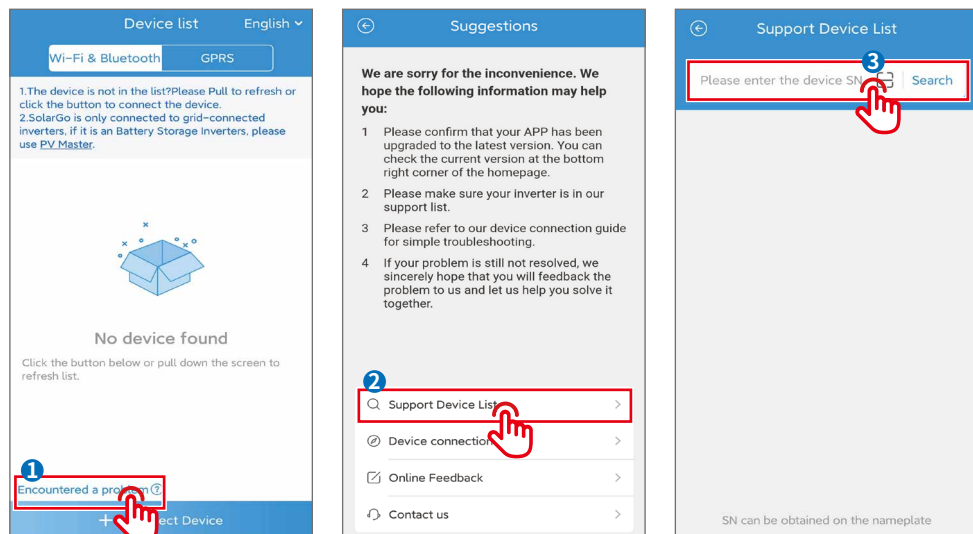 Device list
English
Wi-Fi & Bluetooth
GPRS
1.The device is not in the list?Please Pull to refresh or
click the button to connect the device.
2.SolarGo is only connected to grid-connected
inverters, if it is an Battery Storage Inverters, please
use PV Master.
No device found
Click the button below or pull down the screen to
refresh list.
1
Encountered a problem
ect Device
Suggestions
We are sorry for the inconvenience. We
hope the following information may help
you:
1 Please confirm that your APP has been
upgraded to the latest version. You can
check the current version at the bottom
right corner of the homepage.
2 Please make sure your inverter is in our
support list.
3 Please refer to our device connection guide
for simple troubleshooting.
4 If your problem is still not resolved, we
sincerely hope that you will feedback the
problem to us and let us help you solve it
together.
2
Support Device List
Device connection
Online Feedback
Contact us
Support Device List
3
Please enter the device SN
Search
SN can be obtained on the nameplate